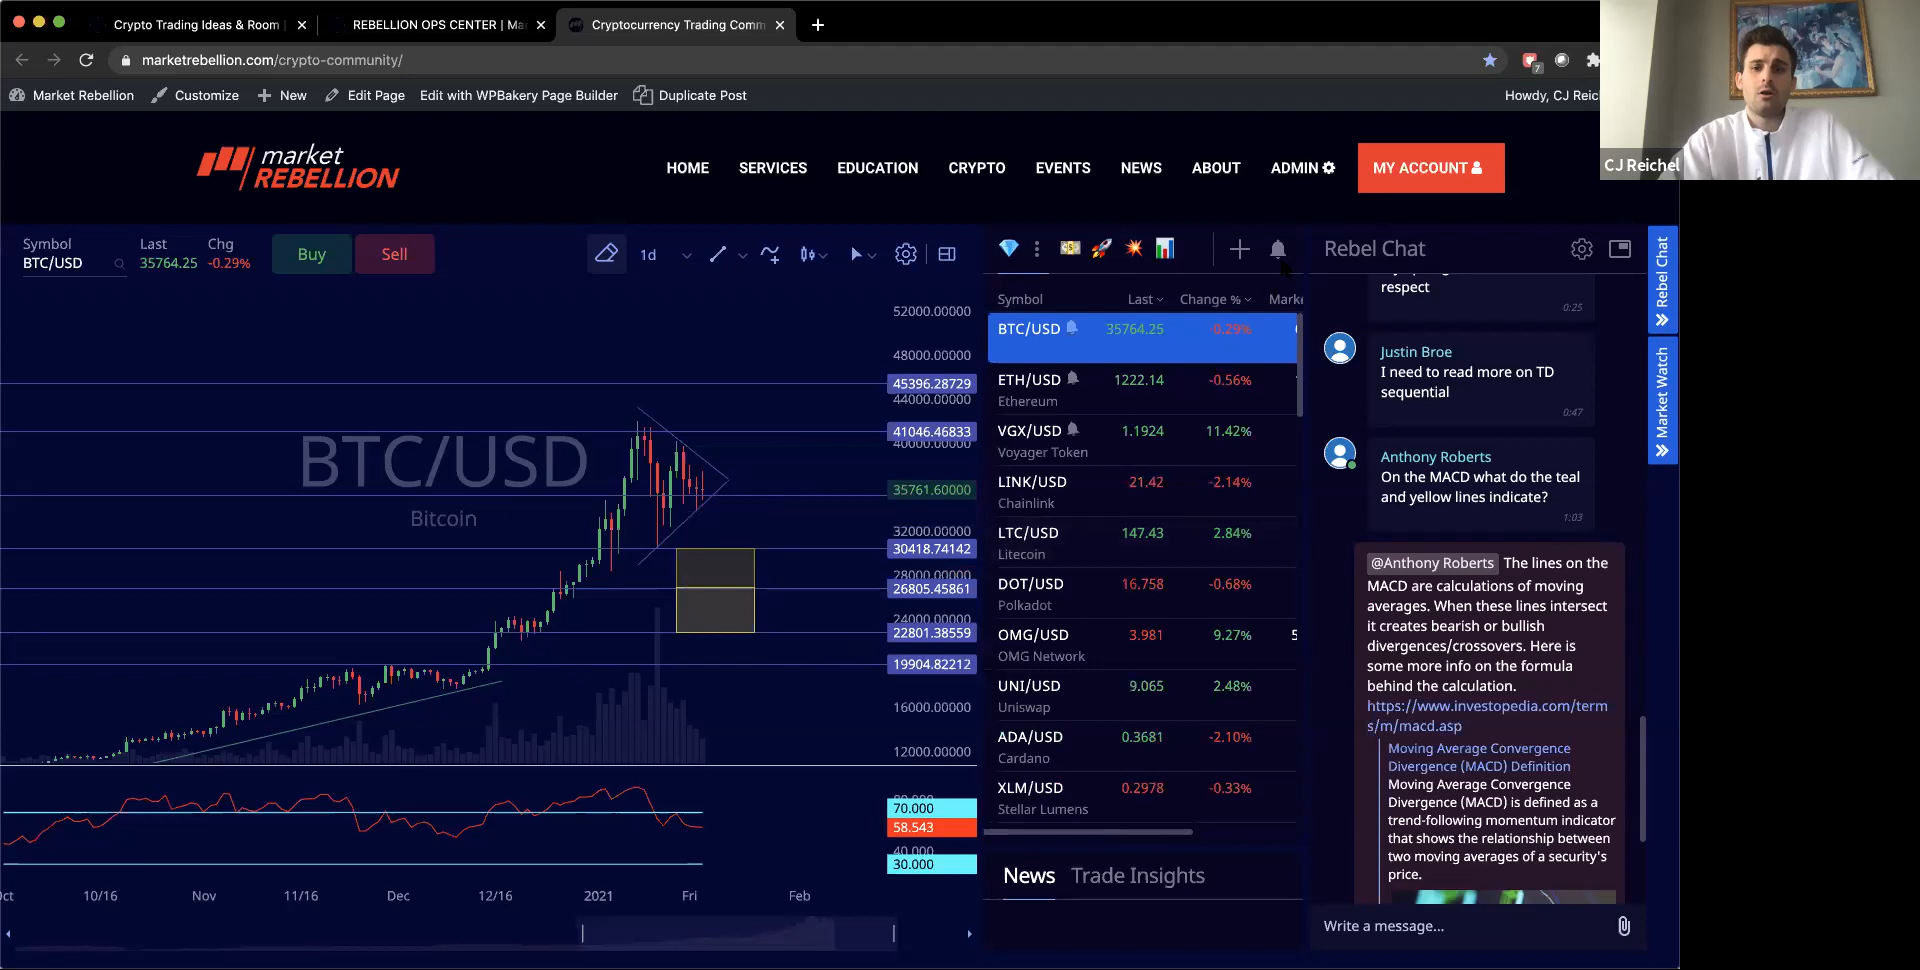 Crypto Trading Ideas & Room
REBELLION OPS CENTER | Ma
Cryptocurrency Trading Comm
marketrebellion.com/crypto-community/
7
Market Rebellion
Customize
New
Edit Page
Edit with WPBakery Page Builder
Duplicate Post
Howdy, CJ Reic
CJ Reichel
market
REBELLION
HOME
SERVICES
EDUCATION
CRYPTO
EVENTS
NEWS
ABOUT
ADMIN
MY ACCOUNT
Symbol
Last
Chg
BTC/USD
35764.25
-0.29%
Buy
Sell
1d
52000.00000
48000.00000
45396.28729
44000.00000
41046.46833
40000.00000
35761.60000
32000.00000
30418.74142
28000.00000
26805.45861
24000.00000
22801.38559
19904.82212
16000.00000
12000.00000
BTC/USD
Bitcoin
70.000
58.543
40.000
30.000
10/16
Nov
11/16
Dec
12/16
2021
Fri
Feb
Symbol
Last
Change %
Marke
BTC/USD
35764.25
-0.29%
ETH/USD
1222.14
-0.56%
Ethereum
VGX/USD
1.1924
11.42%
Voyager Token
LINK/USD
21.42
-2.14%
Chainlink
LTC/USD
147.43
2.84%
Litecoin
DOT/USD
16.758
-0.68%
Polkadot
OMG/USD
3.981
9.27%
5
OMG Network
UNI/USD
9.065
2.48%
Uniswap
ADA/USD
0.3681
-2.10%
Cardano
XLM/USD
0.2978
-0.33%
Stellar Lumens
News
Trade Insights
Rebel Chat
respect
0:25
Justin Broe
I need to read more on TD
sequential
0:47
Anthony Roberts
On the MACD what do the teal
and yellow lines indicate?
1:03
@Anthony Roberts The lines on the
MACD are calculations of moving
averages. When these lines intersect
it creates bearish or bullish
divergences/crossovers. Here is
some more info on the formula
behind the calculation.
https://www.investopedia.com/term
s/m/macd.asp
Moving Average Convergence
Divergence (MACD) Definition
Moving Average Convergence
Divergence (MACD) is defined as a
trend-following momentum indicator
that shows the relationship between
two moving averages of a security's
price.
Write a message...
Rebel Chat
Market Watch